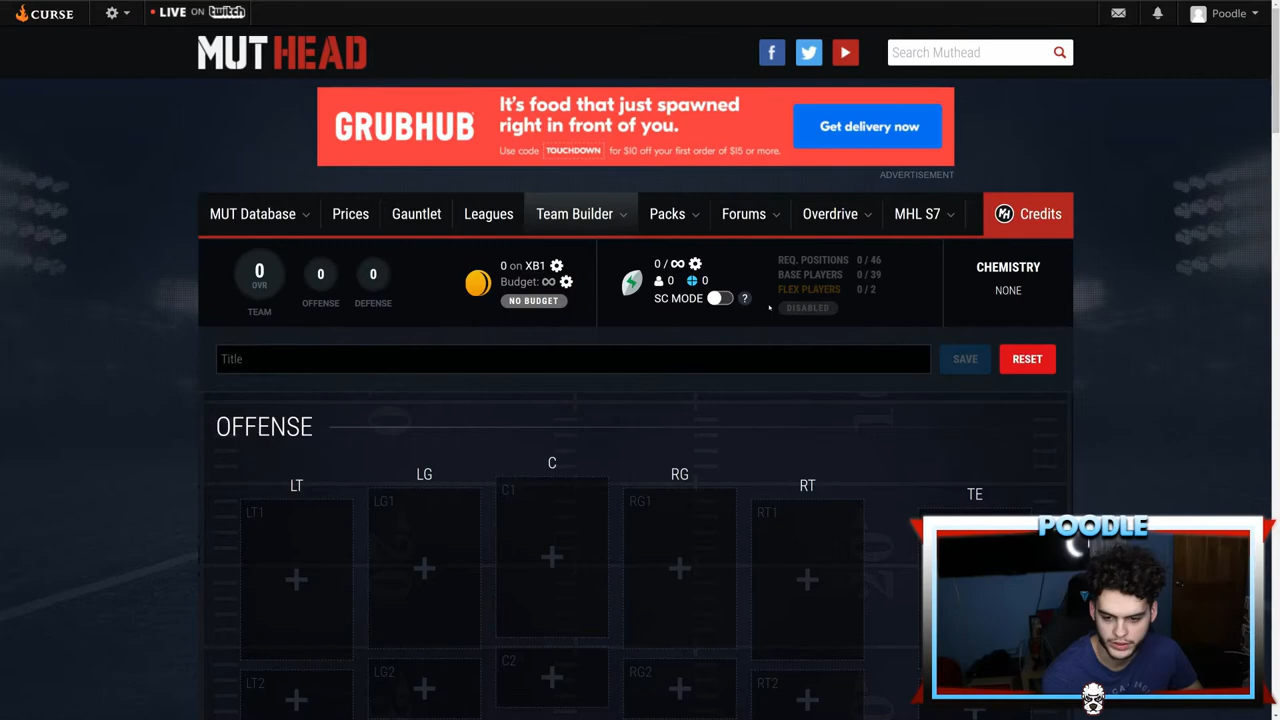 CURSE
LIVE ON twitch
Poodle
MUTHEAD
Search Muthead
GRUBHUB
It's food that just spawned
right in front of you.
Use code TOUCHDOWN for $10 off your first order of $15 or more.
Get delivery now
ADVERTISEMENT
MUT Database
Prices
Gauntlet
Leagues
Team Builder
Packs
Forums
Overdrive
MHL S7
Credits
0
OVR
TEAM
0
OFFENSE
0
DEFENSE
0 on XB1
Budget: ∞
NO BUDGET
0 / ∞
0 0
SC MODE ?
REQ. POSITIONS 0 / 46
BASE PLAYERS 0 / 39
FLEX PLAYERS 0 / 2
DISABLED
CHEMISTRY
NONE
Title
SAVE
RESET
OFFENSE
LT
LG
C
RG
RT
TE
LT1
LG1
C1
RG1
RT1
LT2
LG2
C2
RG2
RT2
POODLE